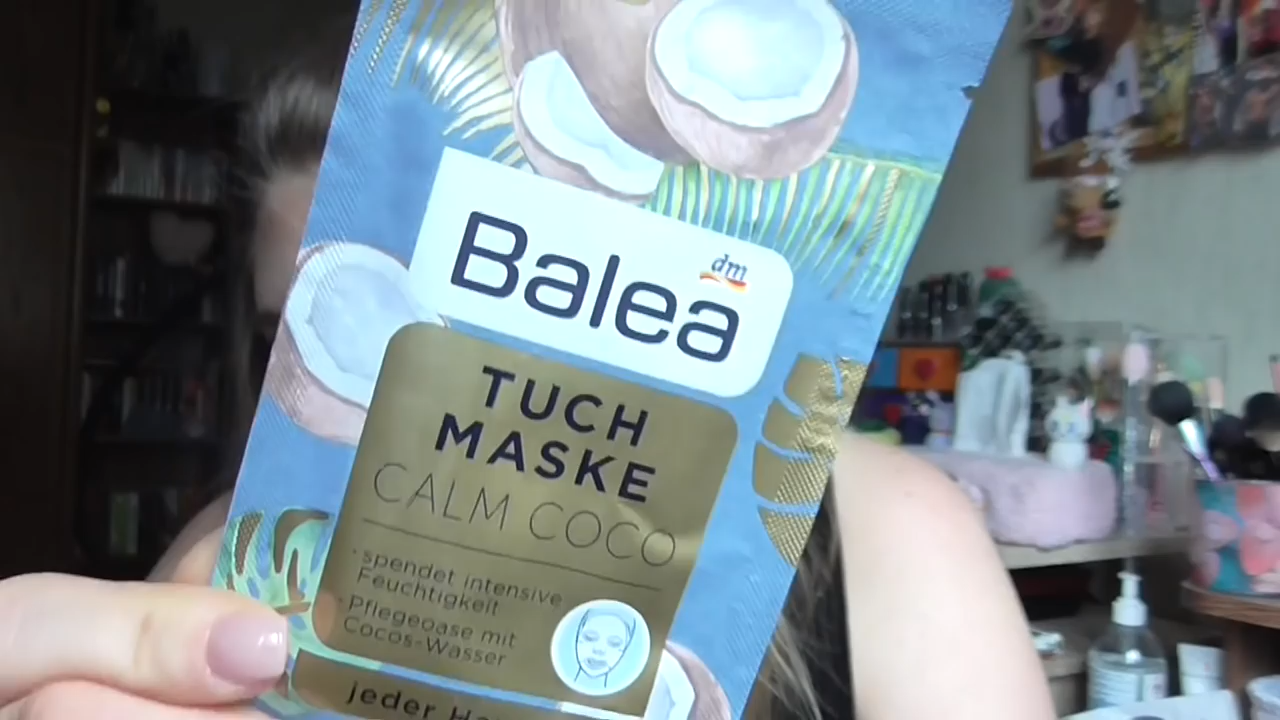 Balea
dm
TUCH
MASKE
CALM COCO
· spendet intensive
Feuchtigkeit
· Pflegeoase mit
Cocos-Wasser
jeder